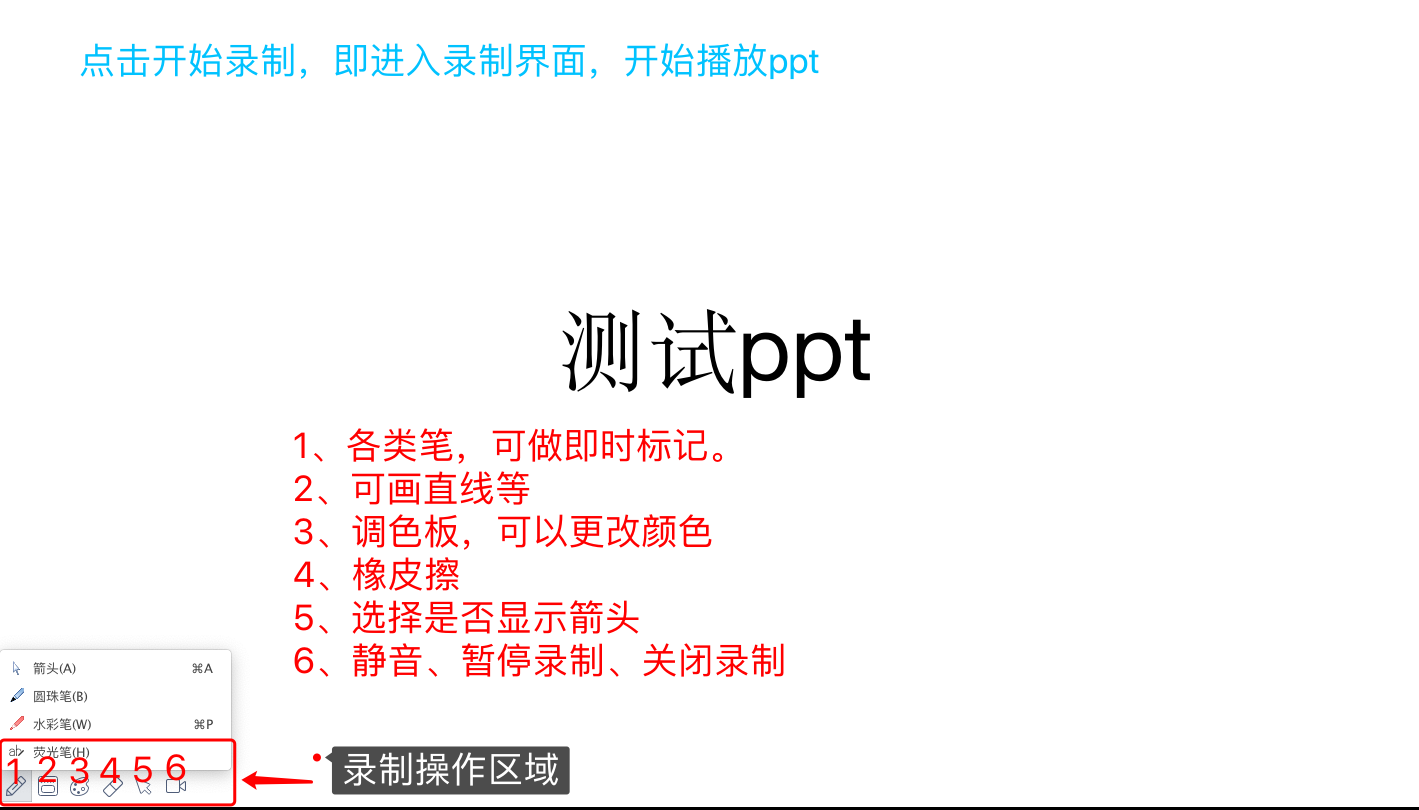 点击开始录制，即进入录制界面，开始播放ppt
测试ppt
1、各类笔，可做即时标记。
2、可画直线等
3、调色板，可以更改颜色
4、橡皮擦
5、选择是否显示箭头
6、静音、暂停录制、关闭录制
箭头(A) ⌘A
圆珠笔(B)
水彩笔(W) ⌘P
荧光笔(H)
1 2 3 4 5 6
录制操作区域